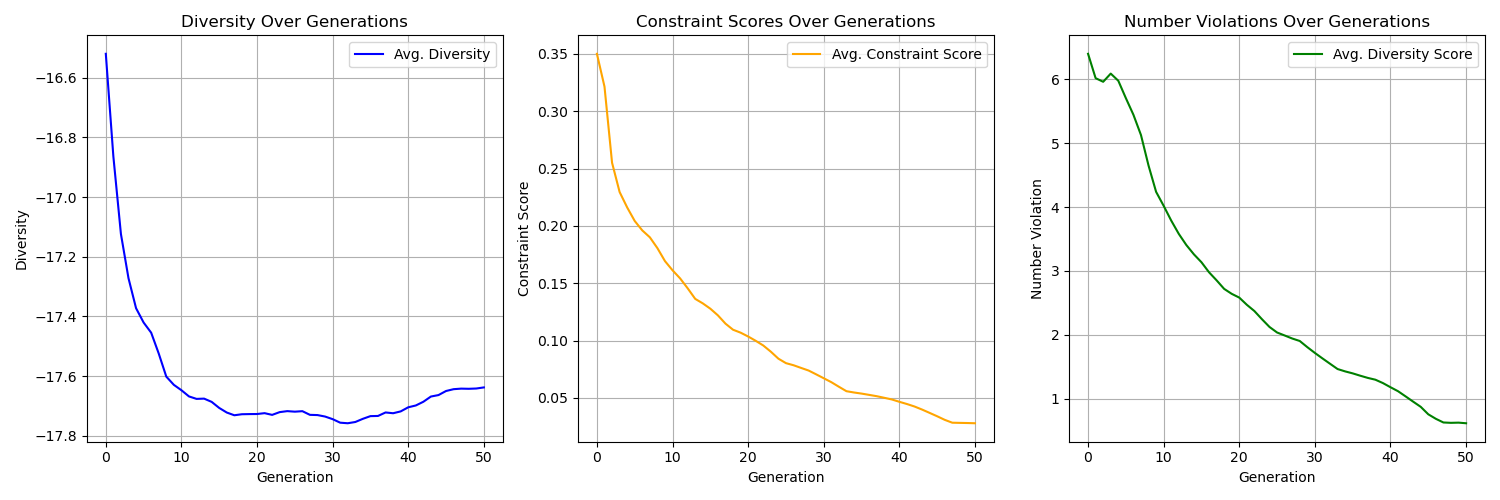 Diversity Over Generations
Avg. Diversity
Diversity
−16.6
−16.8
−17.0
−17.2
−17.4
−17.6
−17.8
0 10 20 30 40 50
Generation
Constraint Scores Over Generations
Avg. Constraint Score
Constraint Score
0.35
0.30
0.25
0.20
0.15
0.10
0.05
0 10 20 30 40 50
Generation
Number Violations Over Generations
Avg. Diversity Score
Number Violation
6
5
4
3
2
1
0 10 20 30 40 50
Generation